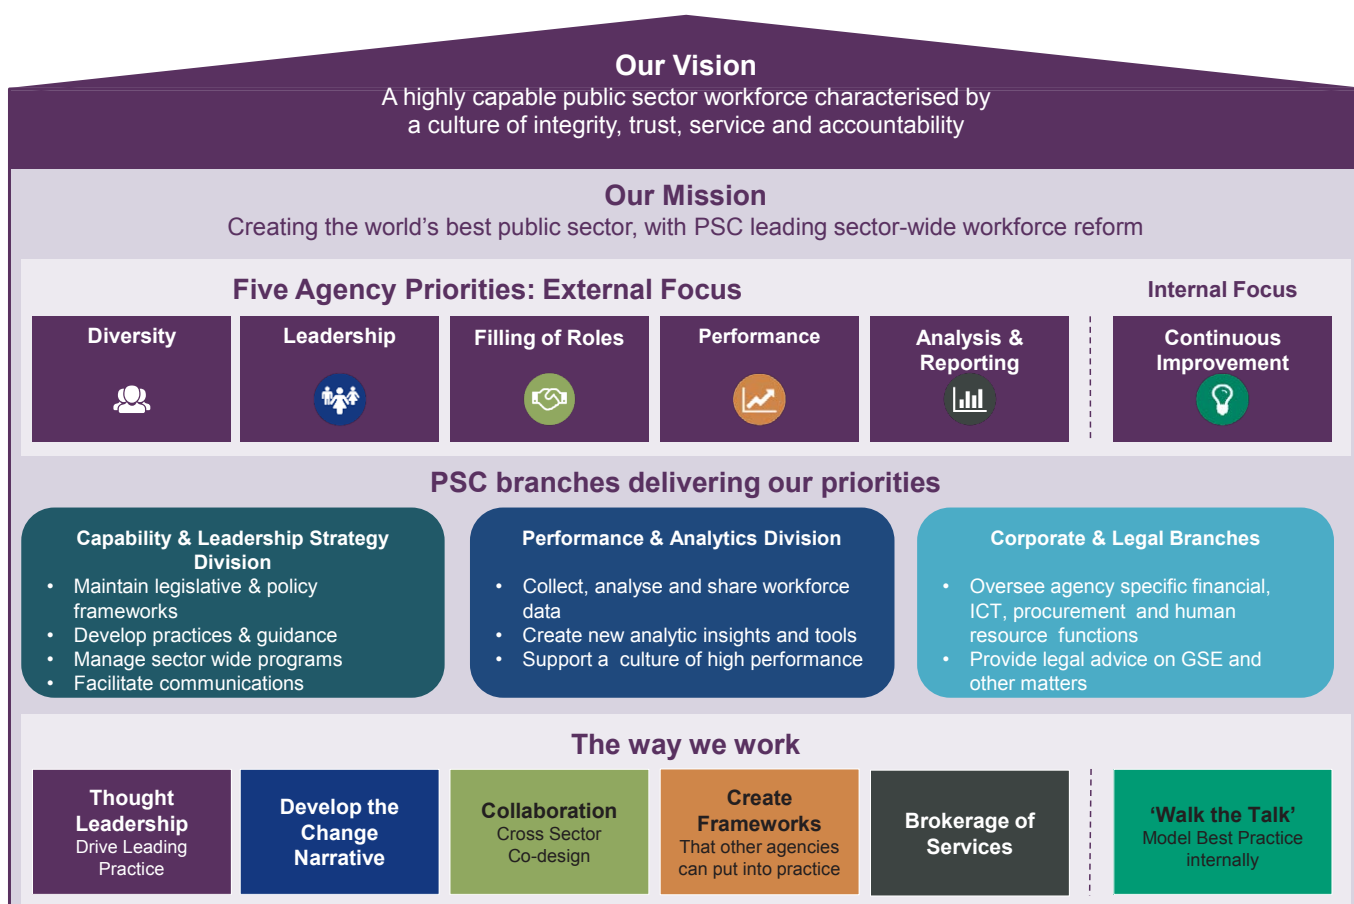 Our Vision
A highly capable public sector workforce characterised by
a culture of integrity, trust, service and accountability
Our Mission
Creating the world's best public sector, with PSC leading sector-wide workforce reform
Five Agency Priorities: External Focus
Internal Focus
Diversity
Leadership
Filling of Roles
Performance
Analysis &
Reporting
Continuous
Improvement
PSC branches delivering our priorities
Capability & Leadership Strategy
Division
• Maintain legislative & policy
frameworks
• Develop practices & guidance
• Manage sector wide programs
• Facilitate communications
Performance & Analytics Division
• Collect, analyse and share workforce
data
• Create new analytic insights and tools
• Support a culture of high performance
Corporate & Legal Branches
• Oversee agency specific financial,
ICT, procurement and human
resource functions
• Provide legal advice on GSE and
other matters
The way we work
Thought
Leadership
Drive Leading
Practice
Develop the
Change
Narrative
Collaboration
Cross Sector
Co-design
Create
Frameworks
That other agencies
can put into practice
Brokerage of
Services
‘Walk the Talk’
Model Best Practice
internally